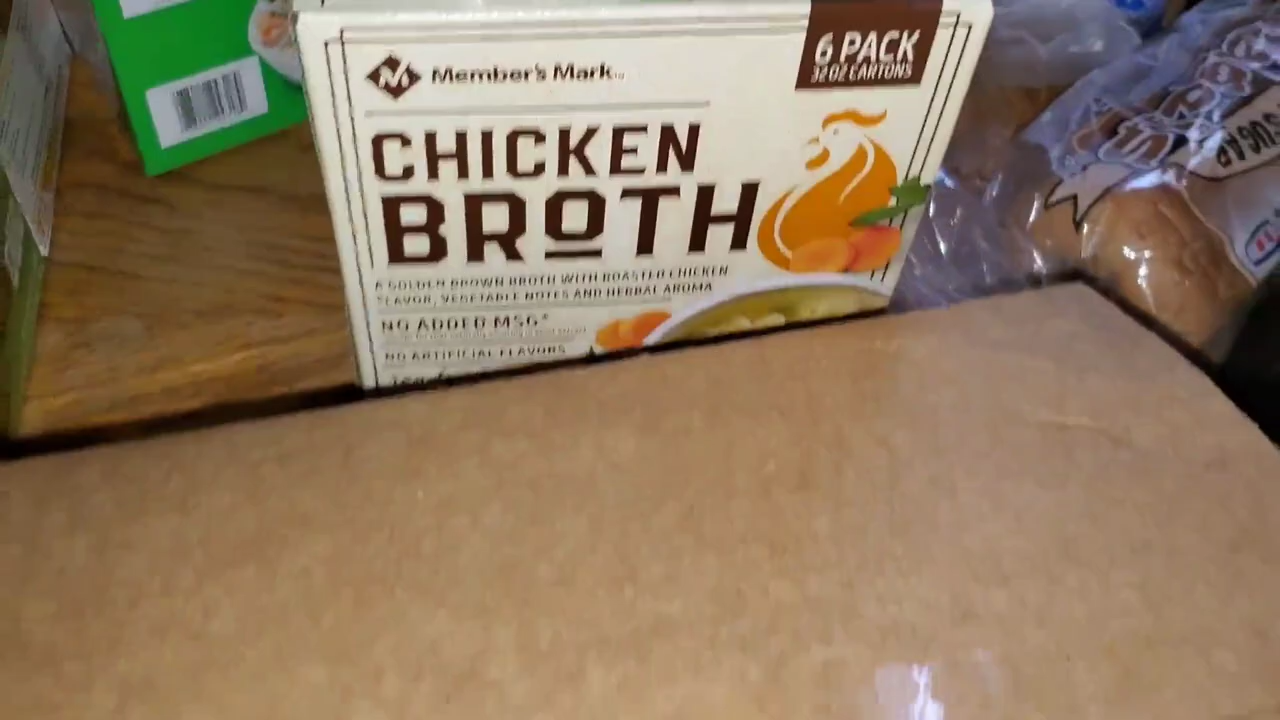 Member's Mark
6 PACK
32 OZ CARTONS
CHICKEN
BROTH
A GOLDEN BROWN BROTH WITH ROASTED CHICKEN
FLAVOR, VEGETABLE NOTES AND HERBAL AROMA
NO ADDED MSG*
NO ARTIFICIAL FLAVORS
SUGAR